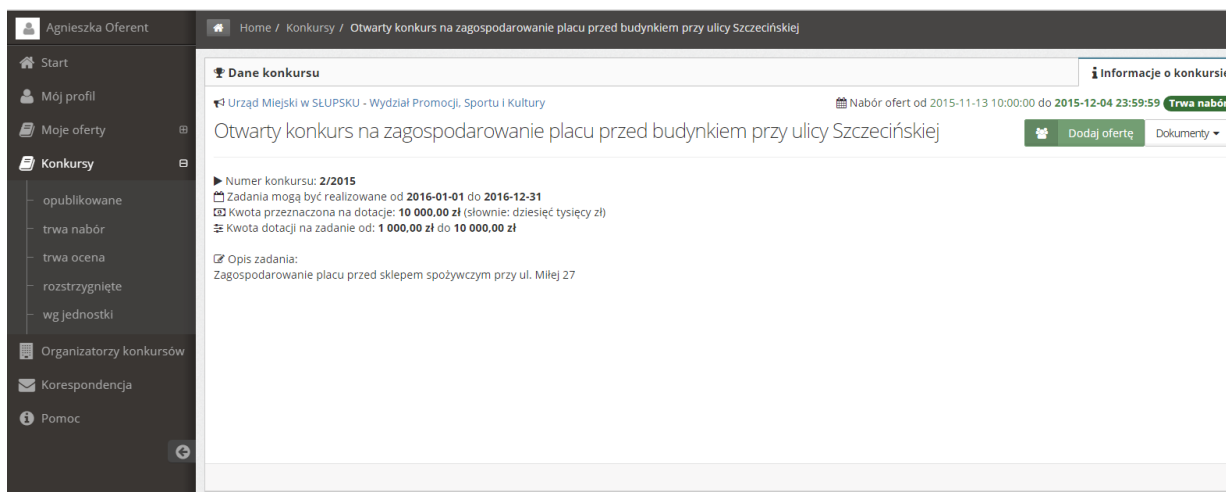 Agnieszka Oferent
Home / Konkursy / Otwarty konkurs na zagospodarowanie placu przed budynkiem przy ulicy Szczecińskiej
Start
Mój profil
Moje oferty
Konkursy
opublikowane
trwa nabór
trwa ocena
rozstrzygnięte
wg jednostki
Organizatorzy konkursów
Korespondencja
Pomoc
Dane konkursu
Informacje o konkursie
Urząd Miejski w SŁUPSKU - Wydział Promocji, Sportu i Kultury
Nabór ofert od 2015-11-13 10:00:00 do 2015-12-04 23:59:59 Trwa nabór
Otwarty konkurs na zagospodarowanie placu przed budynkiem przy ulicy Szczecińskiej
Dodaj ofertę
Dokumenty
Numer konkursu: 2/2015
Zadania mogą być realizowane od 2016-01-01 do 2016-12-31
Kwota przeznaczona na dotacje: 10 000,00 zł (słownie: dziesięć tysięcy zł)
Kwota dotacji na zadanie od: 1 000,00 zł do 10 000,00 zł
Opis zadania:
Zagospodarowanie placu przed sklepem spożywczym przy ul. Miłej 27